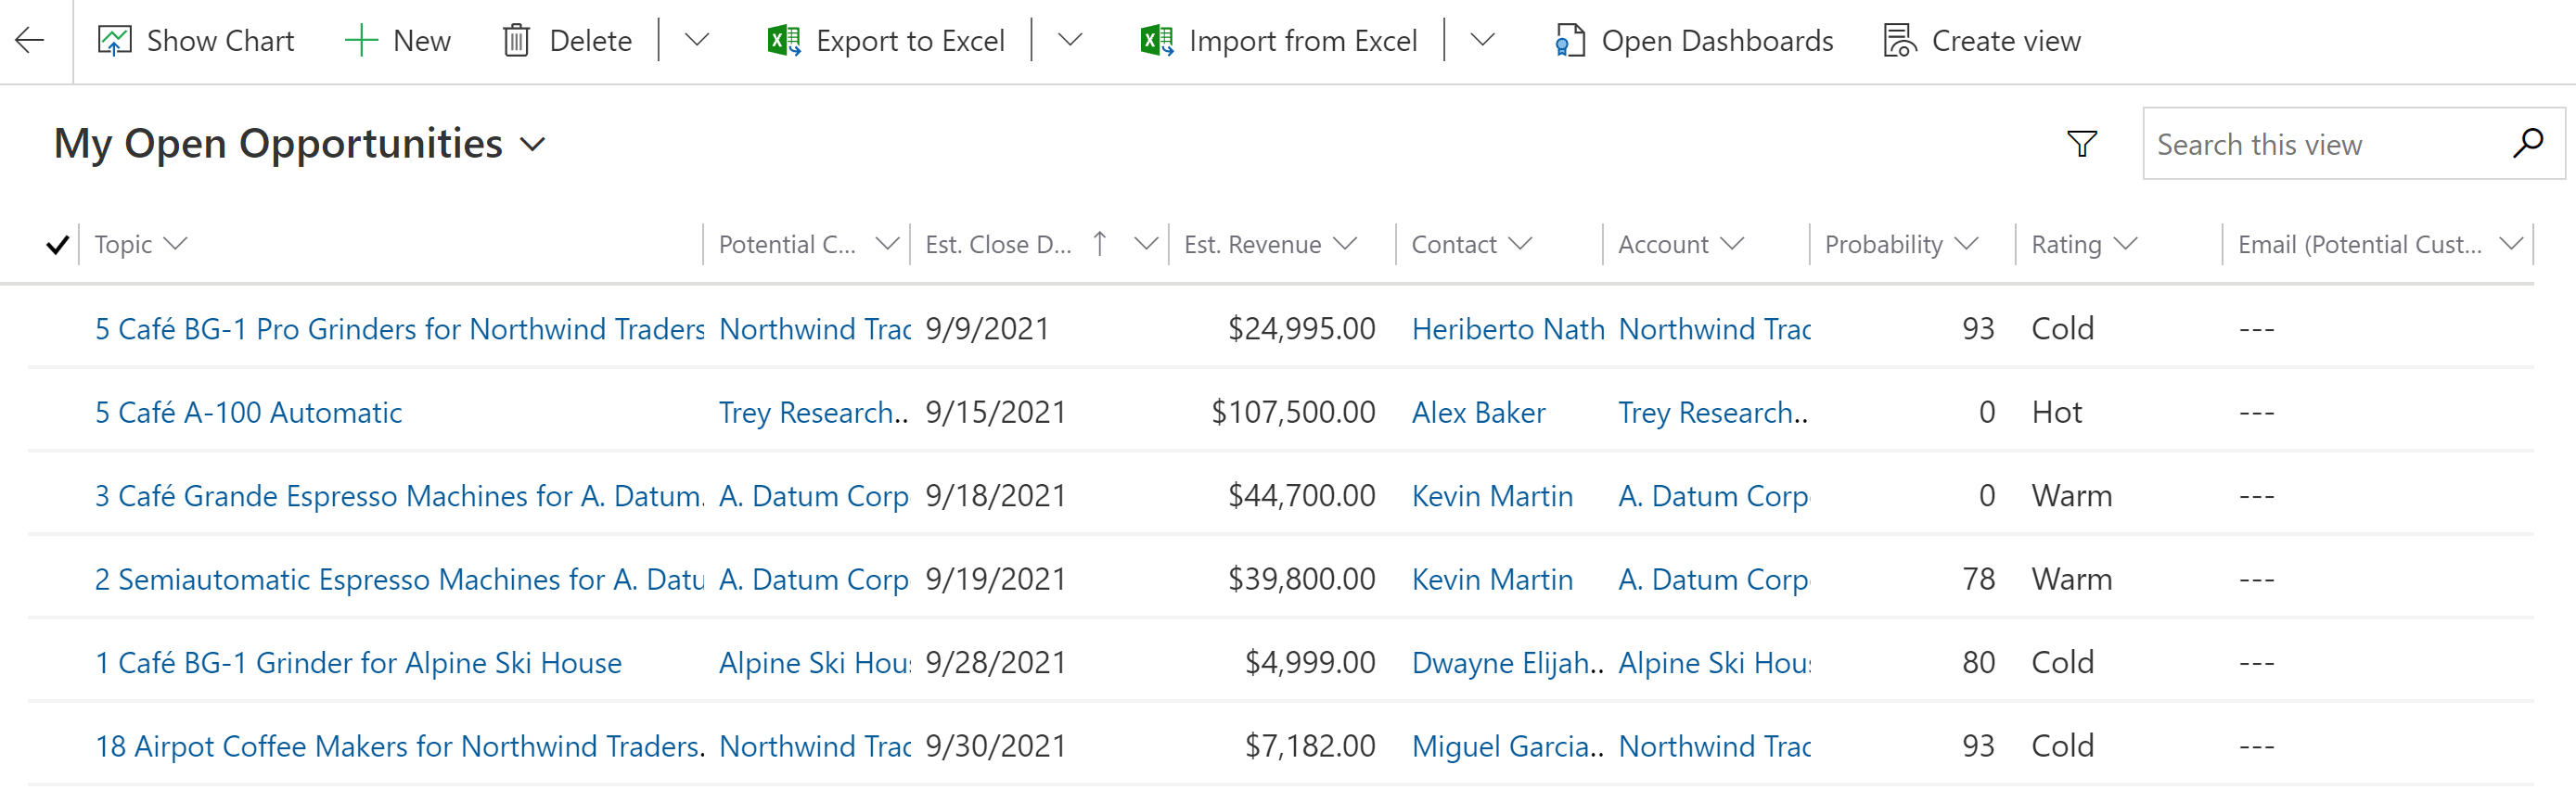 Show Chart New Delete Export to Excel Import from Excel Open Dashboards Create view
My Open Opportunities Search this view
Topic Potential C... Est. Close D... Est. Revenue Contact Account Probability Rating Email (Potential Cust...
5 Café BG-1 Pro Grinders for Northwind Traders Northwind Trac 9/9/2021 $24,995.00 Heriberto Nath Northwind Trac 93 Cold ---
5 Café A-100 Automatic Trey Research.. 9/15/2021 $107,500.00 Alex Baker Trey Research.. 0 Hot ---
3 Café Grande Espresso Machines for A. Datum. A. Datum Corp 9/18/2021 $44,700.00 Kevin Martin A. Datum Corp 0 Warm ---
2 Semiautomatic Espresso Machines for A. Datu A. Datum Corp 9/19/2021 $39,800.00 Kevin Martin A. Datum Corp 78 Warm ---
1 Café BG-1 Grinder for Alpine Ski House Alpine Ski Hous 9/28/2021 $4,999.00 Dwayne Elijah.. Alpine Ski Hous 80 Cold ---
18 Airpot Coffee Makers for Northwind Traders. Northwind Trac 9/30/2021 $7,182.00 Miguel Garcia.. Northwind Trac 93 Cold ---